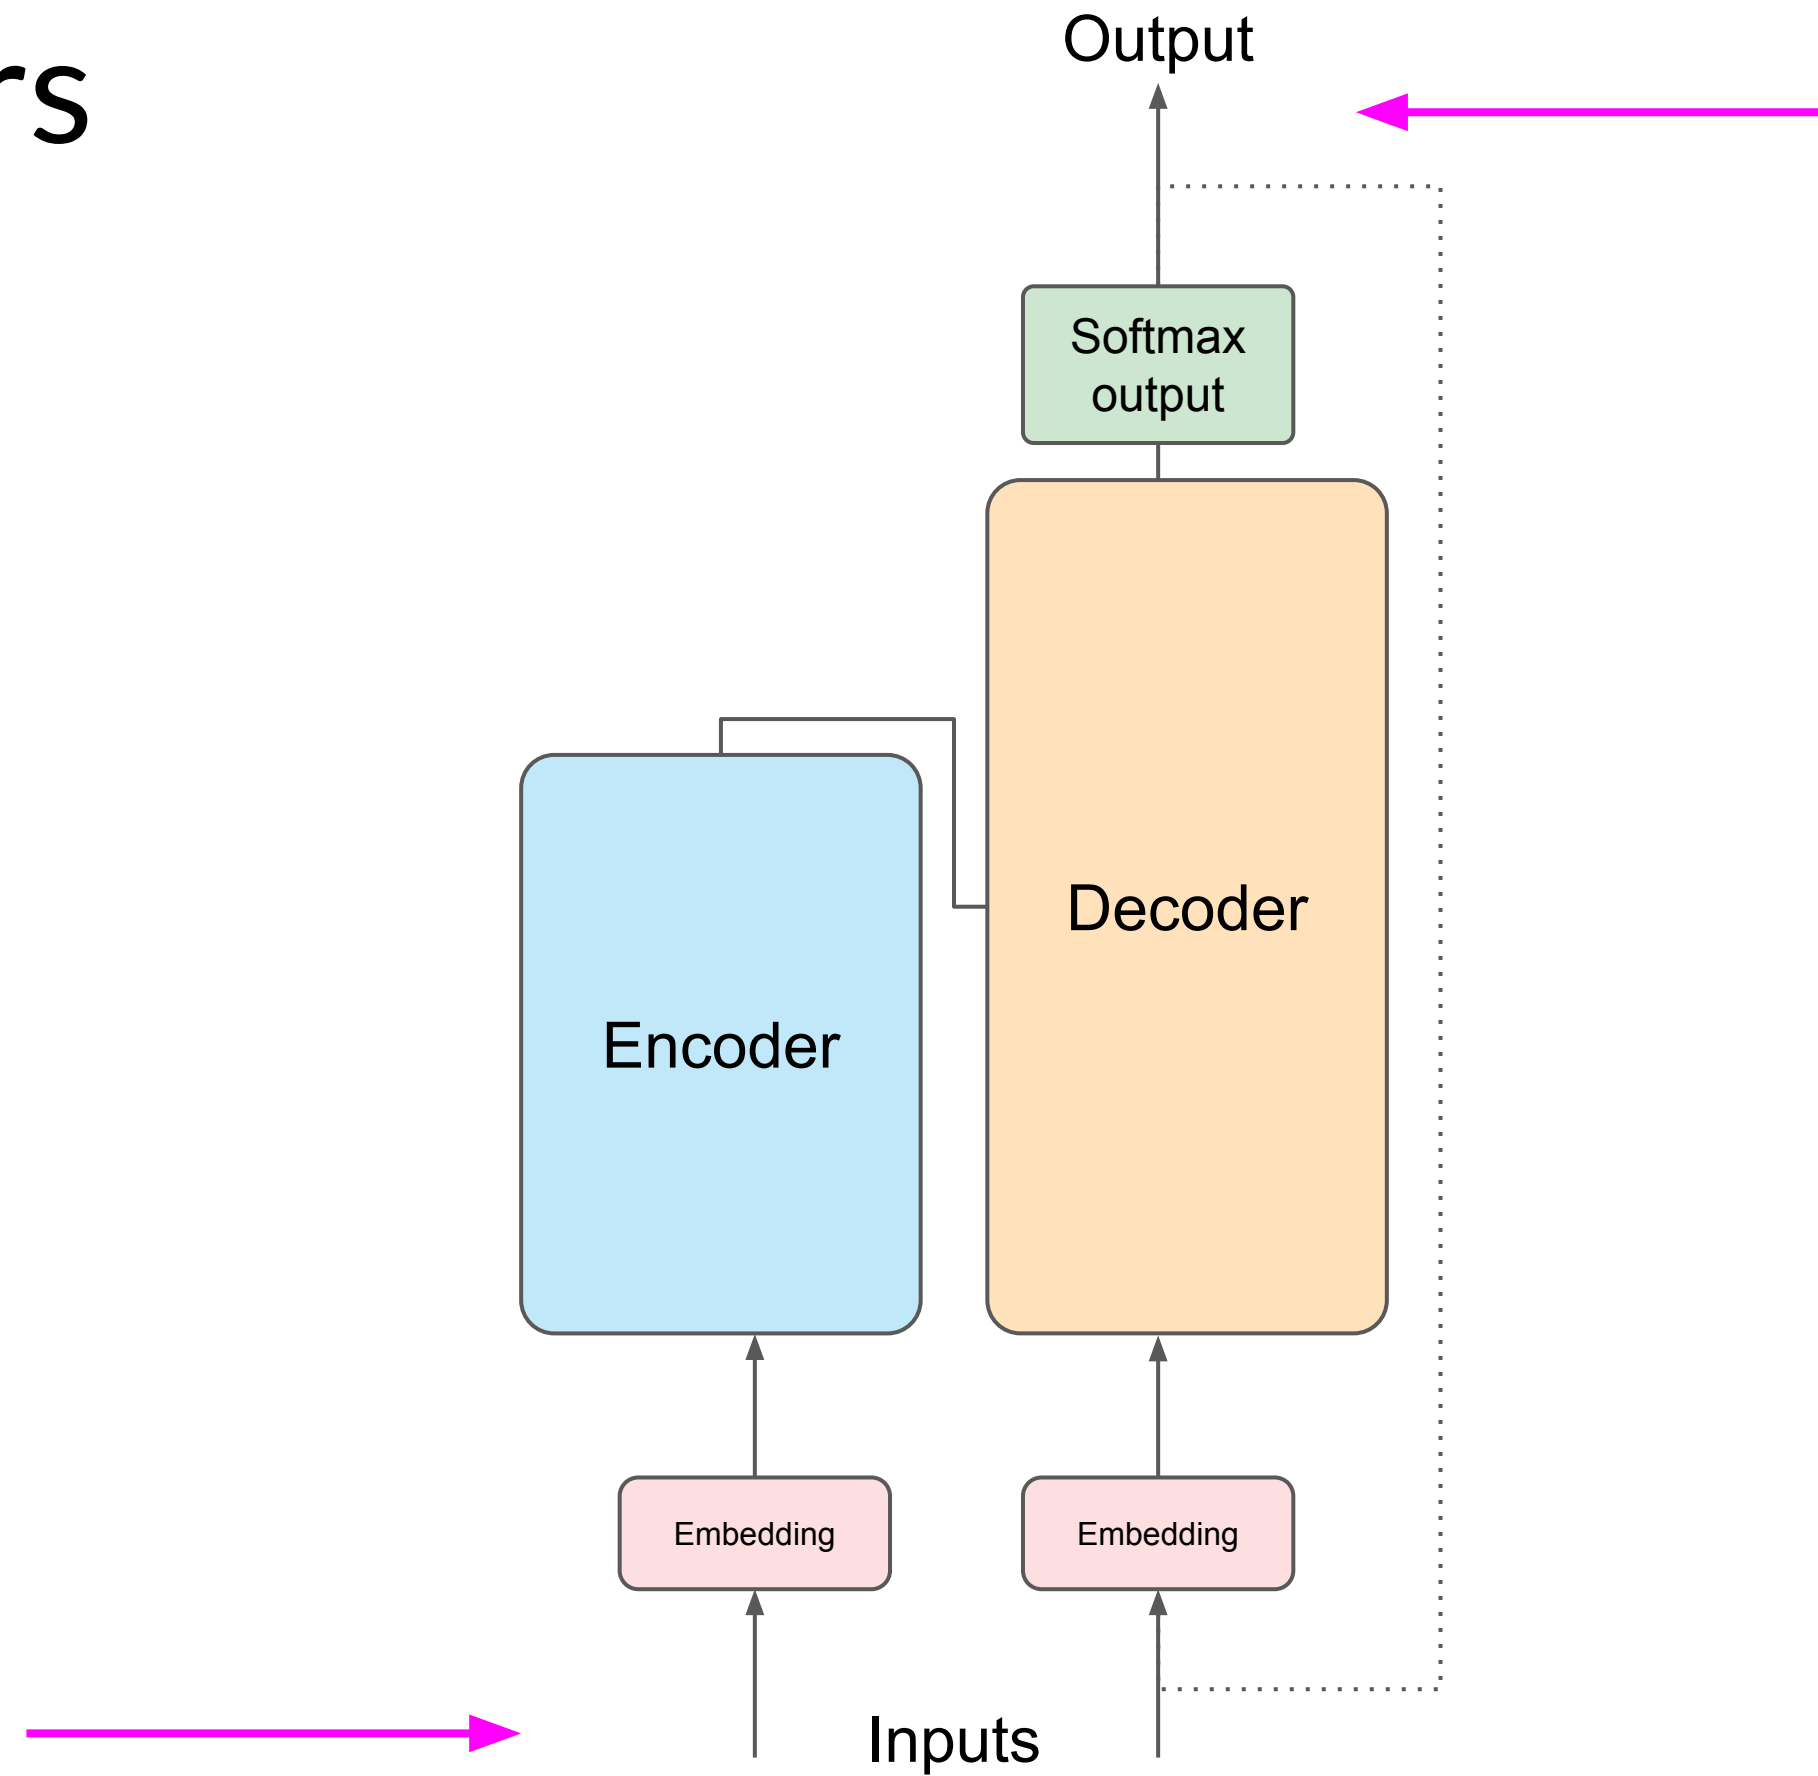 rs
Output
Softmax
output
Decoder
Encoder
Embedding
Embedding
Inputs